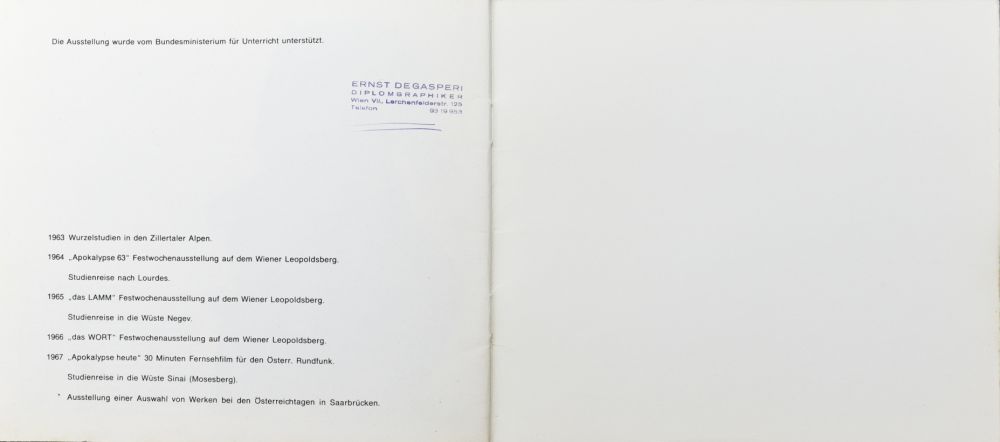 Die Ausstellung wurde vom Bundesministerium für Unterricht unterstützt.
ERNST DEGASPERI
DIPLOMGRAPHIKER
Wien VII, Lerchenfelderstr. 125
Telefon 93 19 953
1963 Wurzelstudien in den Zillertaler Alpen.
1964 „Apokalypse 63" Festwochenausstellung auf dem Wiener Leopoldsberg.
Studienreise nach Lourdes.
1965 „das LAMM" Festwochenausstellung auf dem Wiener Leopoldsberg.
Studienreise in die Wüste Negev.
1966 „das WORT" Festwochenausstellung auf dem Wiener Leopoldsberg.
1967 „Apokalypse heute" 30 Minuten Fernsehfilm für den Österr. Rundfunk.
Studienreise in die Wüste Sinai (Mosesberg).
* Ausstellung einer Auswahl von Werken bei den Österreichtagen in Saarbrücken.